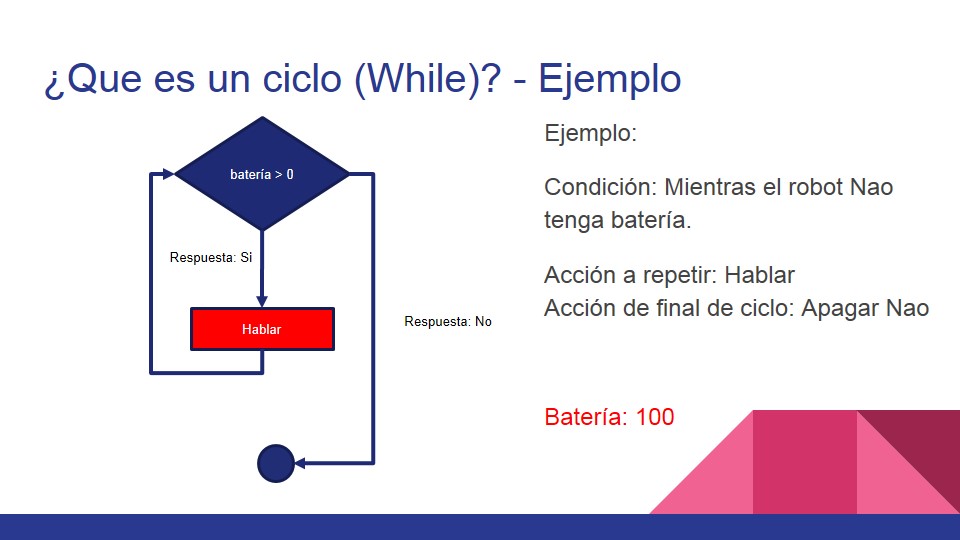 ¿Que es un ciclo (While)? - Ejemplo
batería > 0
Respuesta: Si
Hablar
Respuesta: No
Ejemplo:
Condición: Mientras el robot Nao
tenga batería.
Acción a repetir: Hablar
Acción de final de ciclo: Apagar Nao
Batería: 100